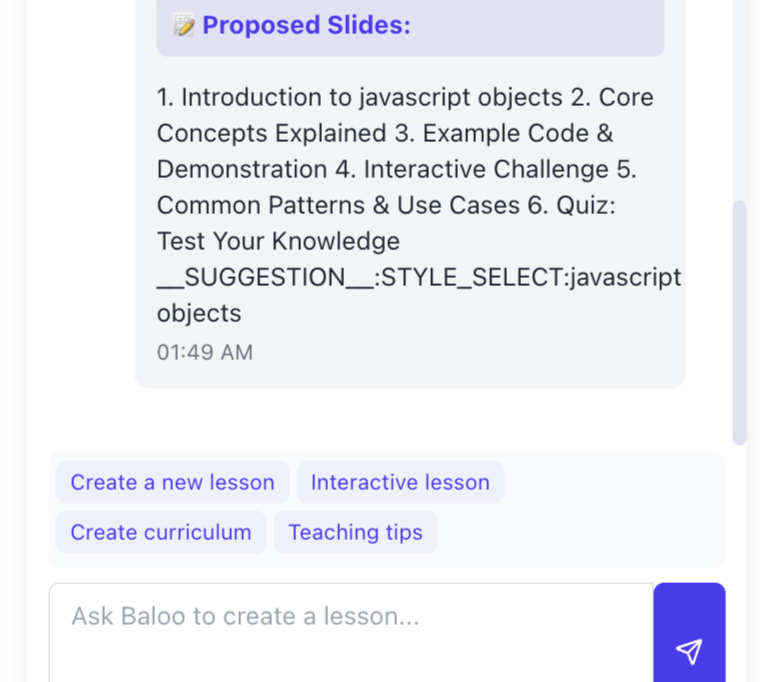 📝 Proposed Slides:
1. Introduction to javascript objects 2. Core
Concepts Explained 3. Example Code &
Demonstration 4. Interactive Challenge 5.
Common Patterns & Use Cases 6. Quiz:
Test Your Knowledge
__SUGGESTION__:STYLE_SELECT:javascript
objects
01:49 AM
Create a new lesson
Interactive lesson
Create curriculum
Teaching tips
Ask Baloo to create a lesson...